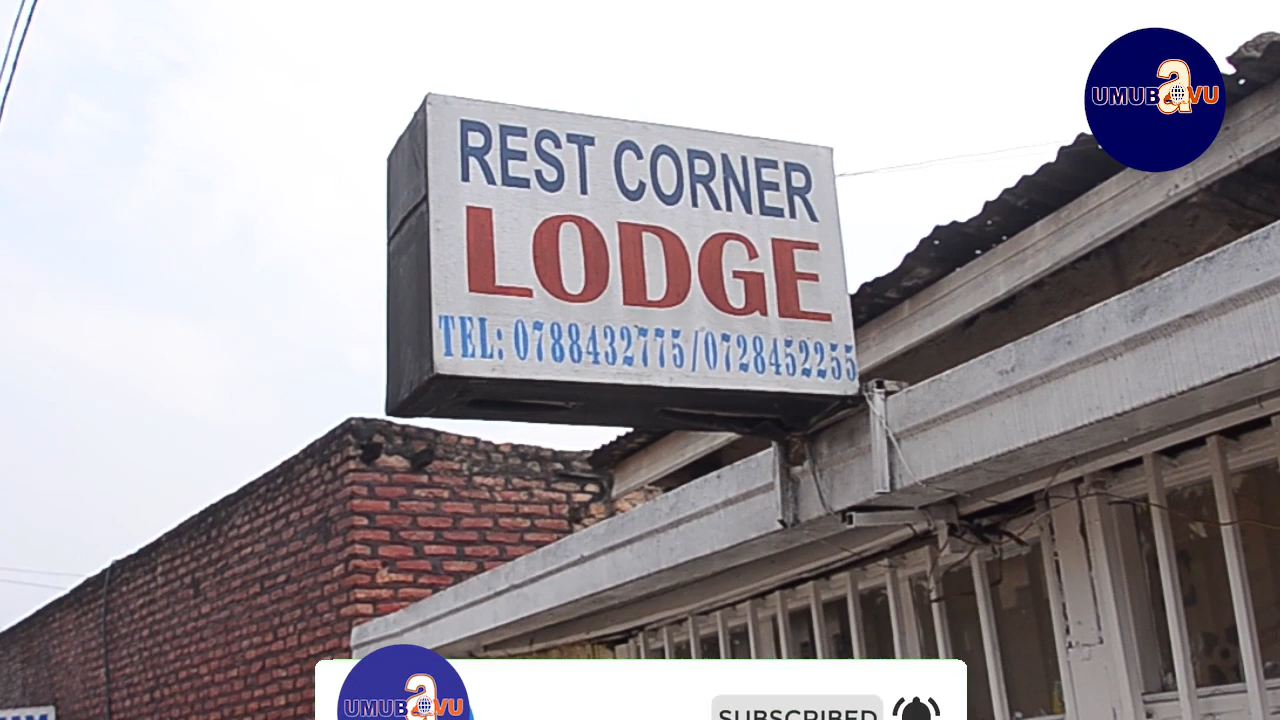 REST CORNER
LODGE
TEL: 0788432775/0728452255
UMUBaVU
UMUBaVU
SUBSCRIBED